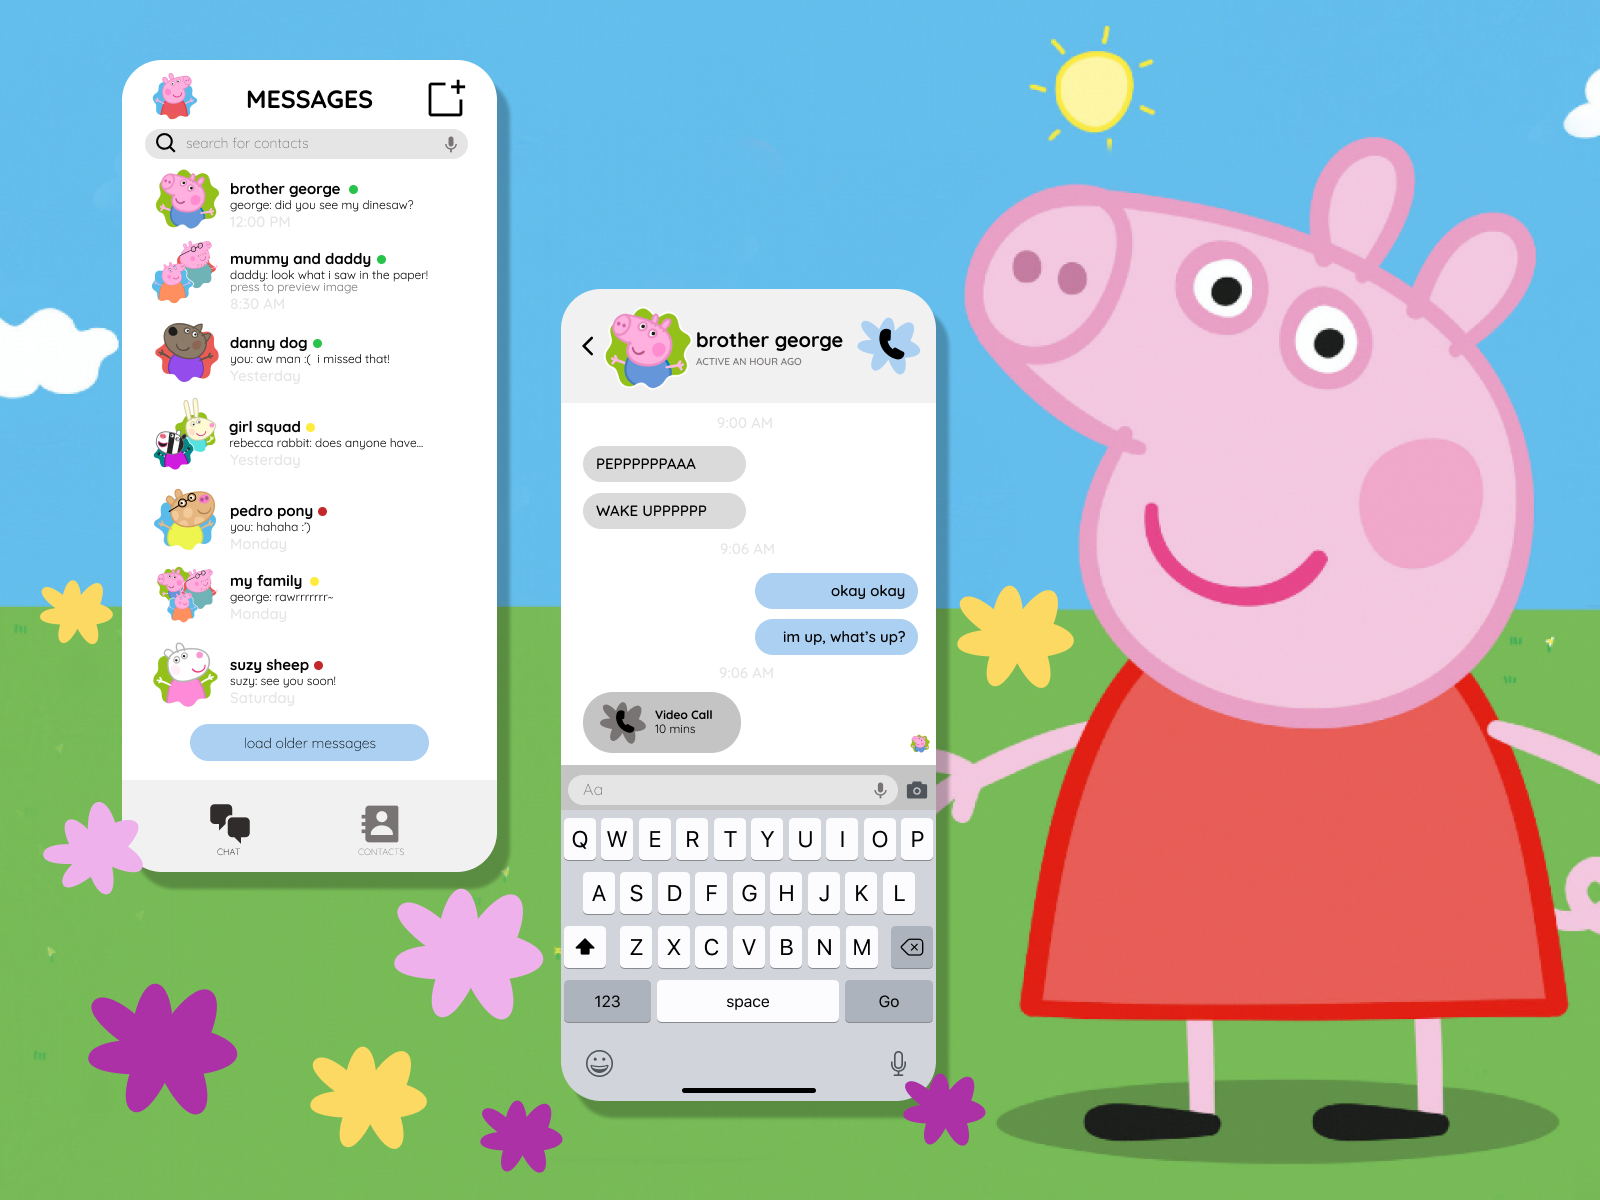 MESSAGES
search for contacts
brother george
george: did you see my dinesaw?
12:00 PM
mummy and daddy
daddy: look what i saw in the paper!
press to preview image
8:30 AM
danny dog
you: aw man :(  i missed that!
Yesterday
girl squad
rebecca rabbit: does anyone have...
Yesterday
pedro pony
you: hahaha :')
Monday
my family
george: rawrrrrrrr~
Monday
suzy sheep
suzy: see you soon!
Saturday
load older messages
CHAT
CONTACTS
brother george
ACTIVE AN HOUR AGO
9:00 AM
PEPPPPPPAAA
WAKE UPPPPPP
9:06 AM
okay okay
im up, what's up?
9:06 AM
Video Call
10 mins
Aa
Q W E R T Y U I O P
A S D F G H J K L
Z X C V B N M
123 space Go